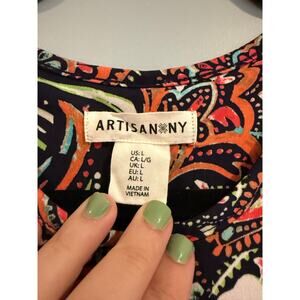 ARTISAN NY
US: L
CA: L/G
UK: L
EU: L
AU: L
MADE IN
VIETNAM